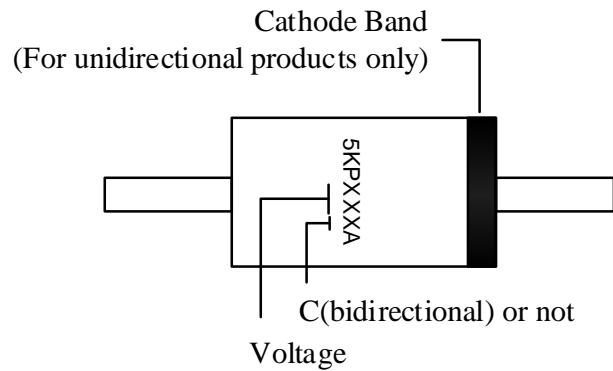 Cathode Band
(For unidirectional products only)
5KPXXXA
C(bidirectional) or not
Voltage